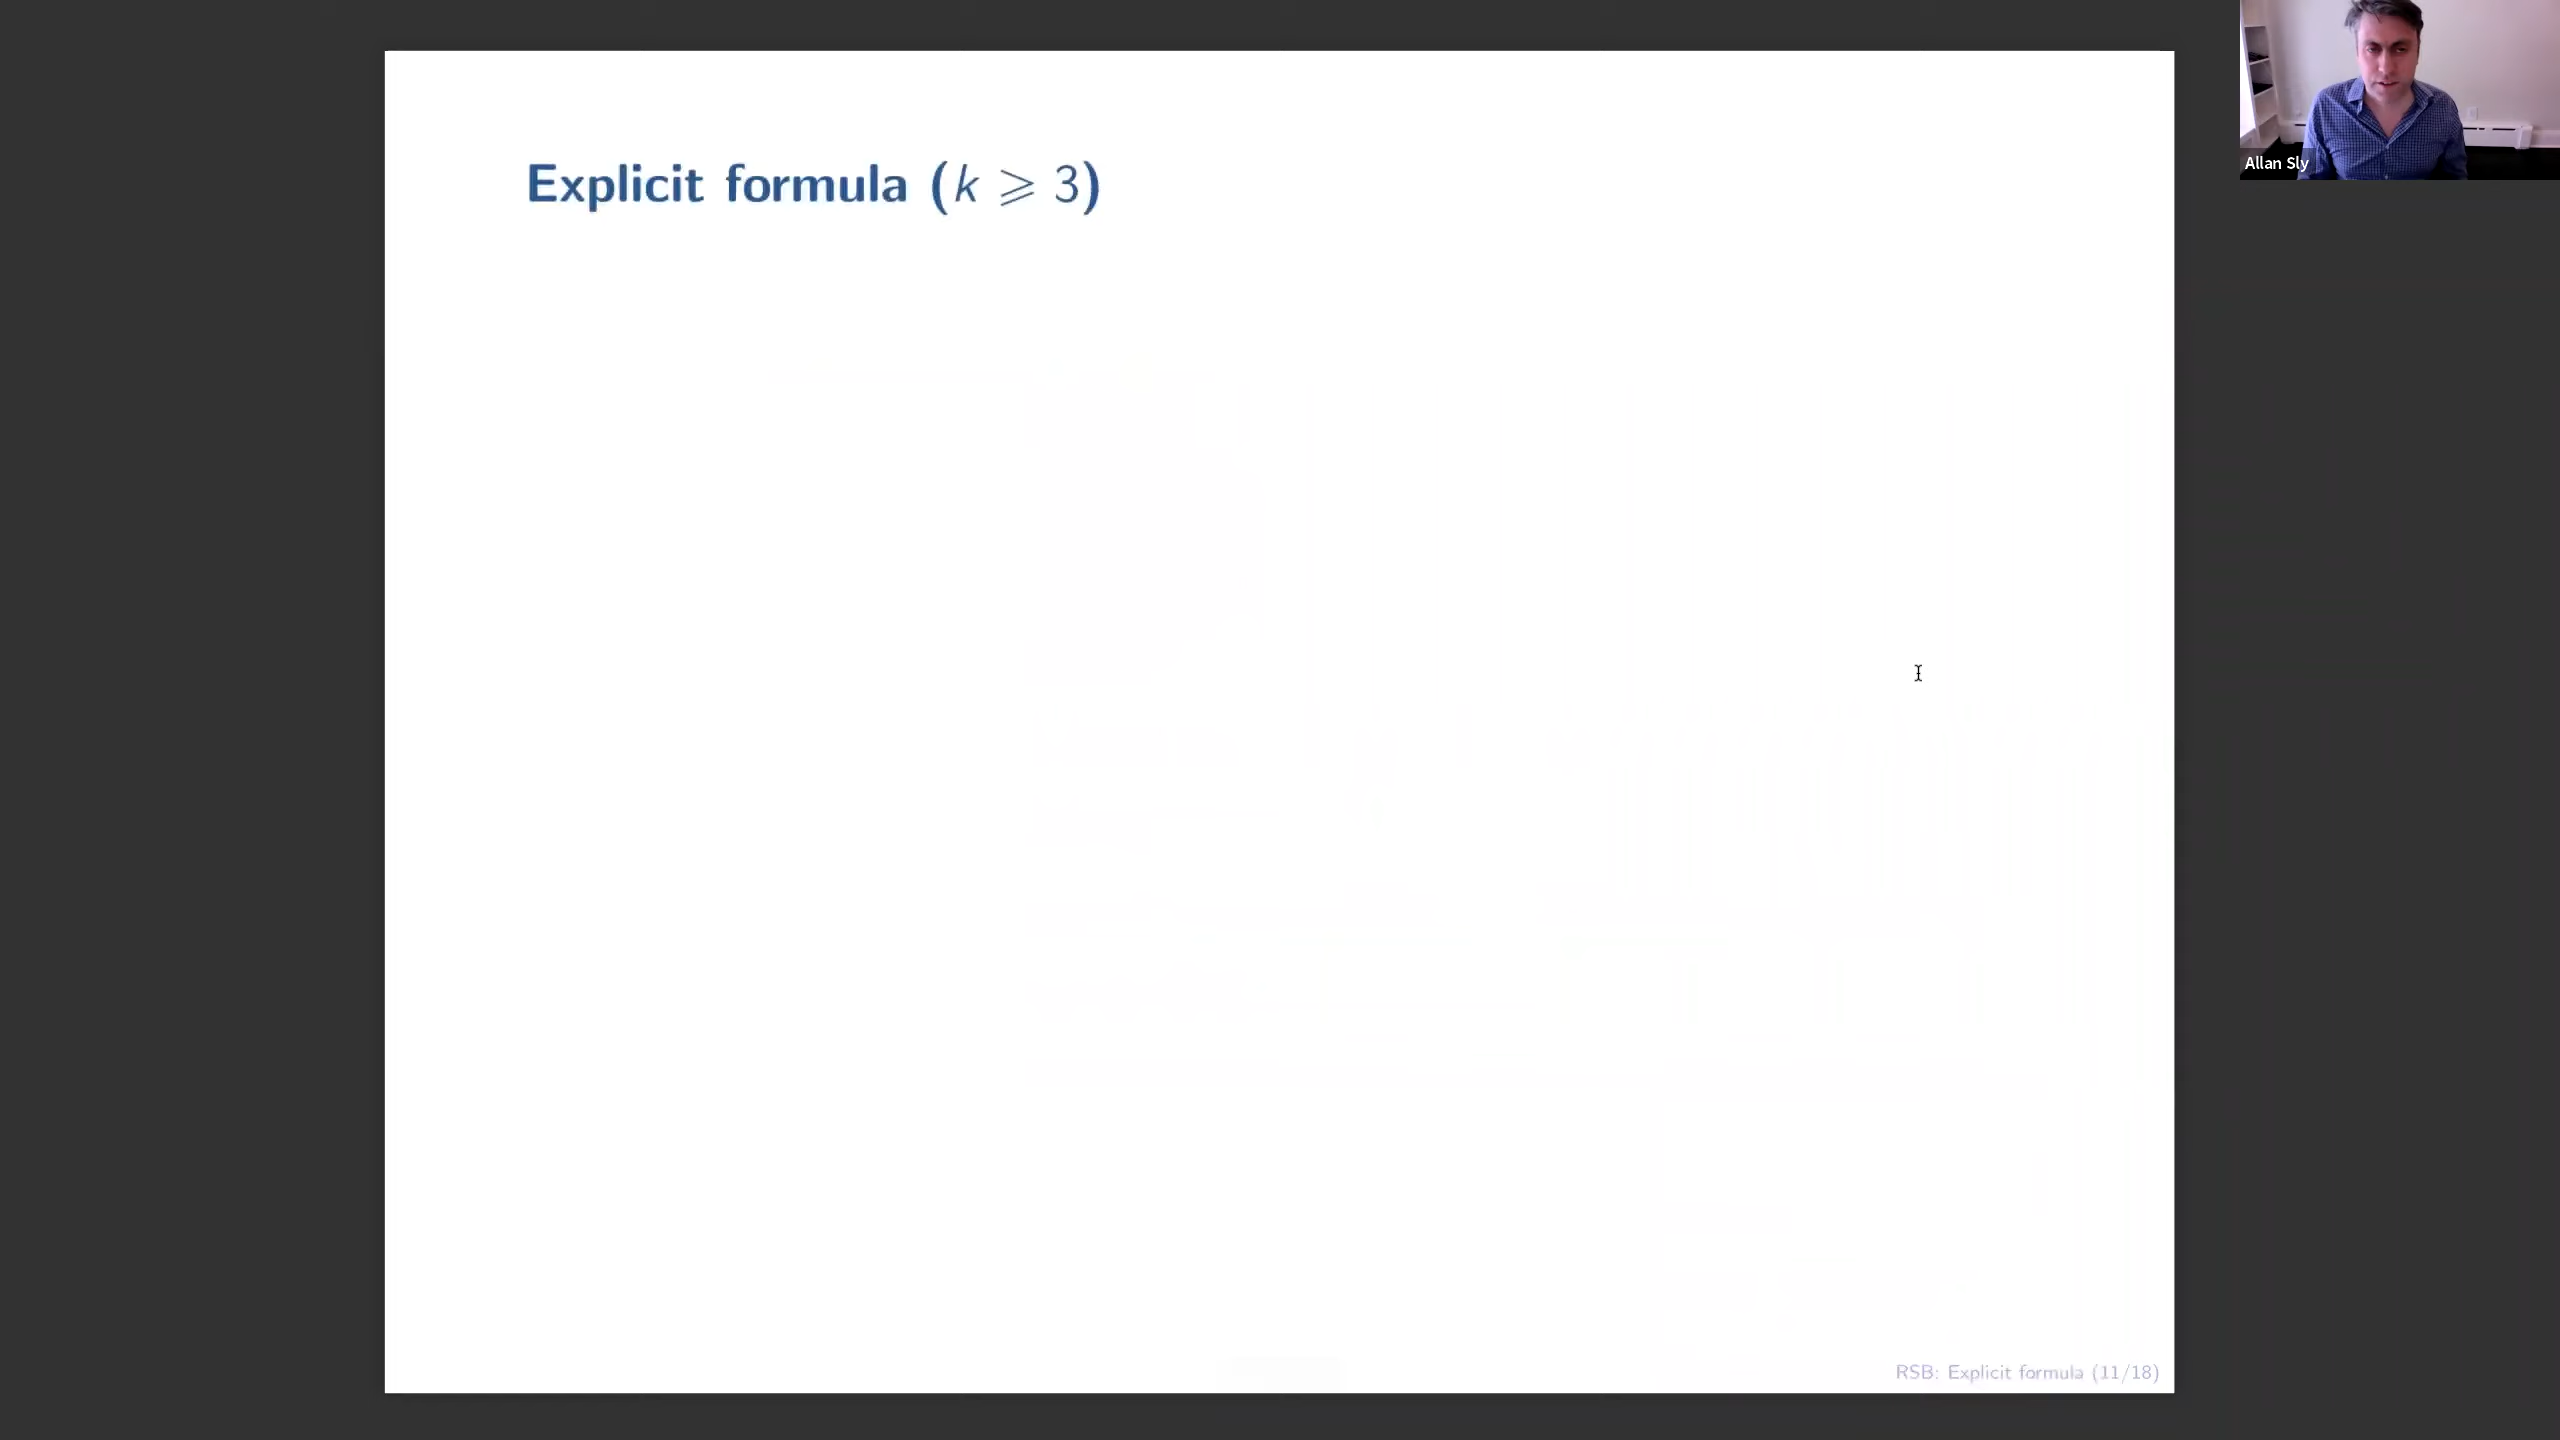 Allan Sly
Explicit formula (k ⩾ 3)
RSB: Explicit formula (11/18)